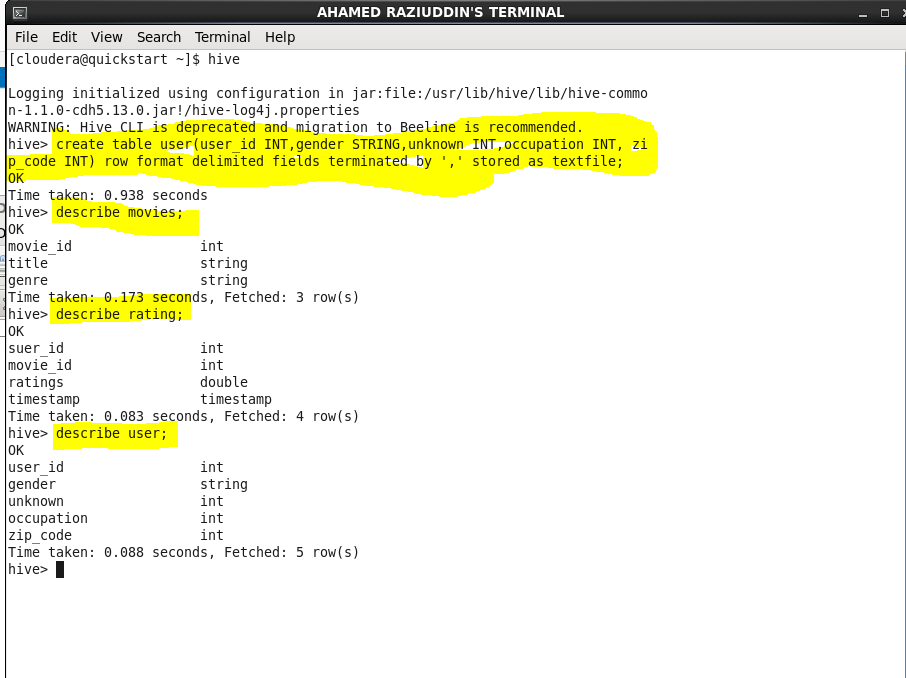 AHAMED RAZIUDDIN'S TERMINAL
File Edit View Search Terminal Help
[cloudera@quickstart ~]$ hive
Logging initialized using configuration in jar:file:/usr/lib/hive/lib/hive-commo
n-1.1.0-cdh5.13.0.jar!/hive-log4j.properties
WARNING: Hive CLI is deprecated and migration to Beeline is recommended.
hive> create table user(user_id INT,gender STRING,unknown INT,occupation INT, zi
p_code INT) row format delimited fields terminated by ',' stored as textfile;
OK
Time taken: 0.938 seconds
hive> describe movies;
OK
movie_id int
title string
genre string
Time taken: 0.173 seconds, Fetched: 3 row(s)
hive> describe rating;
OK
suer_id int
movie_id int
ratings double
timestamp timestamp
Time taken: 0.083 seconds, Fetched: 4 row(s)
hive> describe user;
OK
user_id int
gender string
unknown int
occupation int
zip_code int
Time taken: 0.088 seconds, Fetched: 5 row(s)
hive>